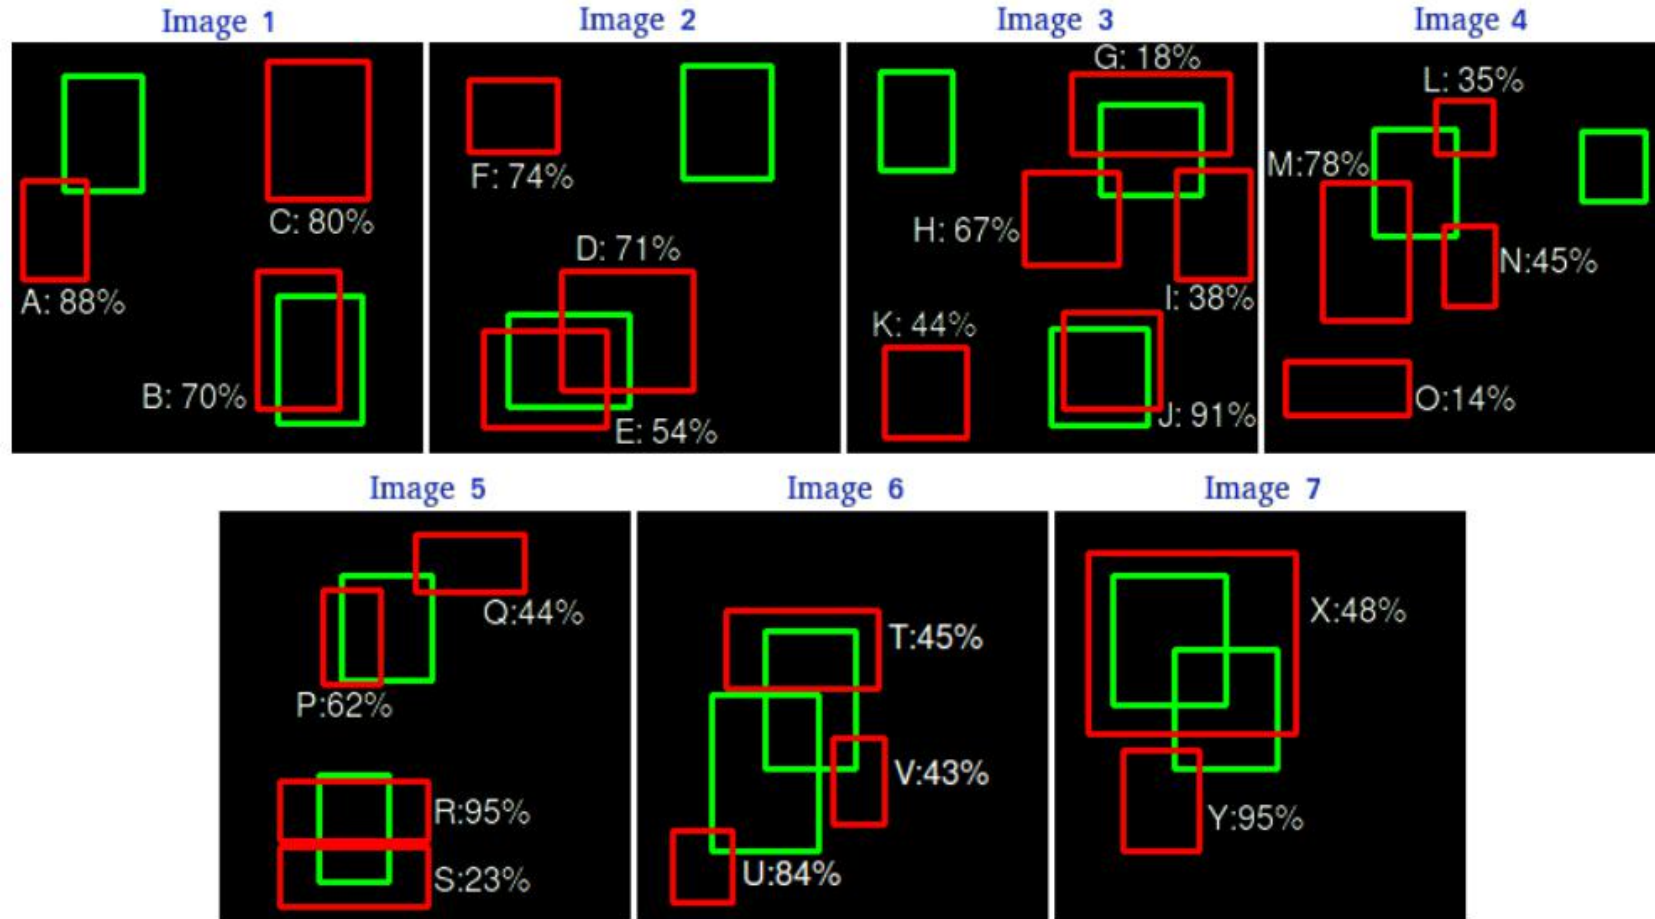 Image 1
C: 80%
A: 88%
B: 70%
Image 2
F: 74%
D: 71%
E: 54%
Image 3
G: 18%
H: 67%
I: 38%
K: 44%
J: 91%
Image 4
L: 35%
M:78%
N:45%
O:14%
Image 5
Q:44%
P:62%
R:95%
S:23%
Image 6
T:45%
V:43%
U:84%
Image 7
X:48%
Y:95%